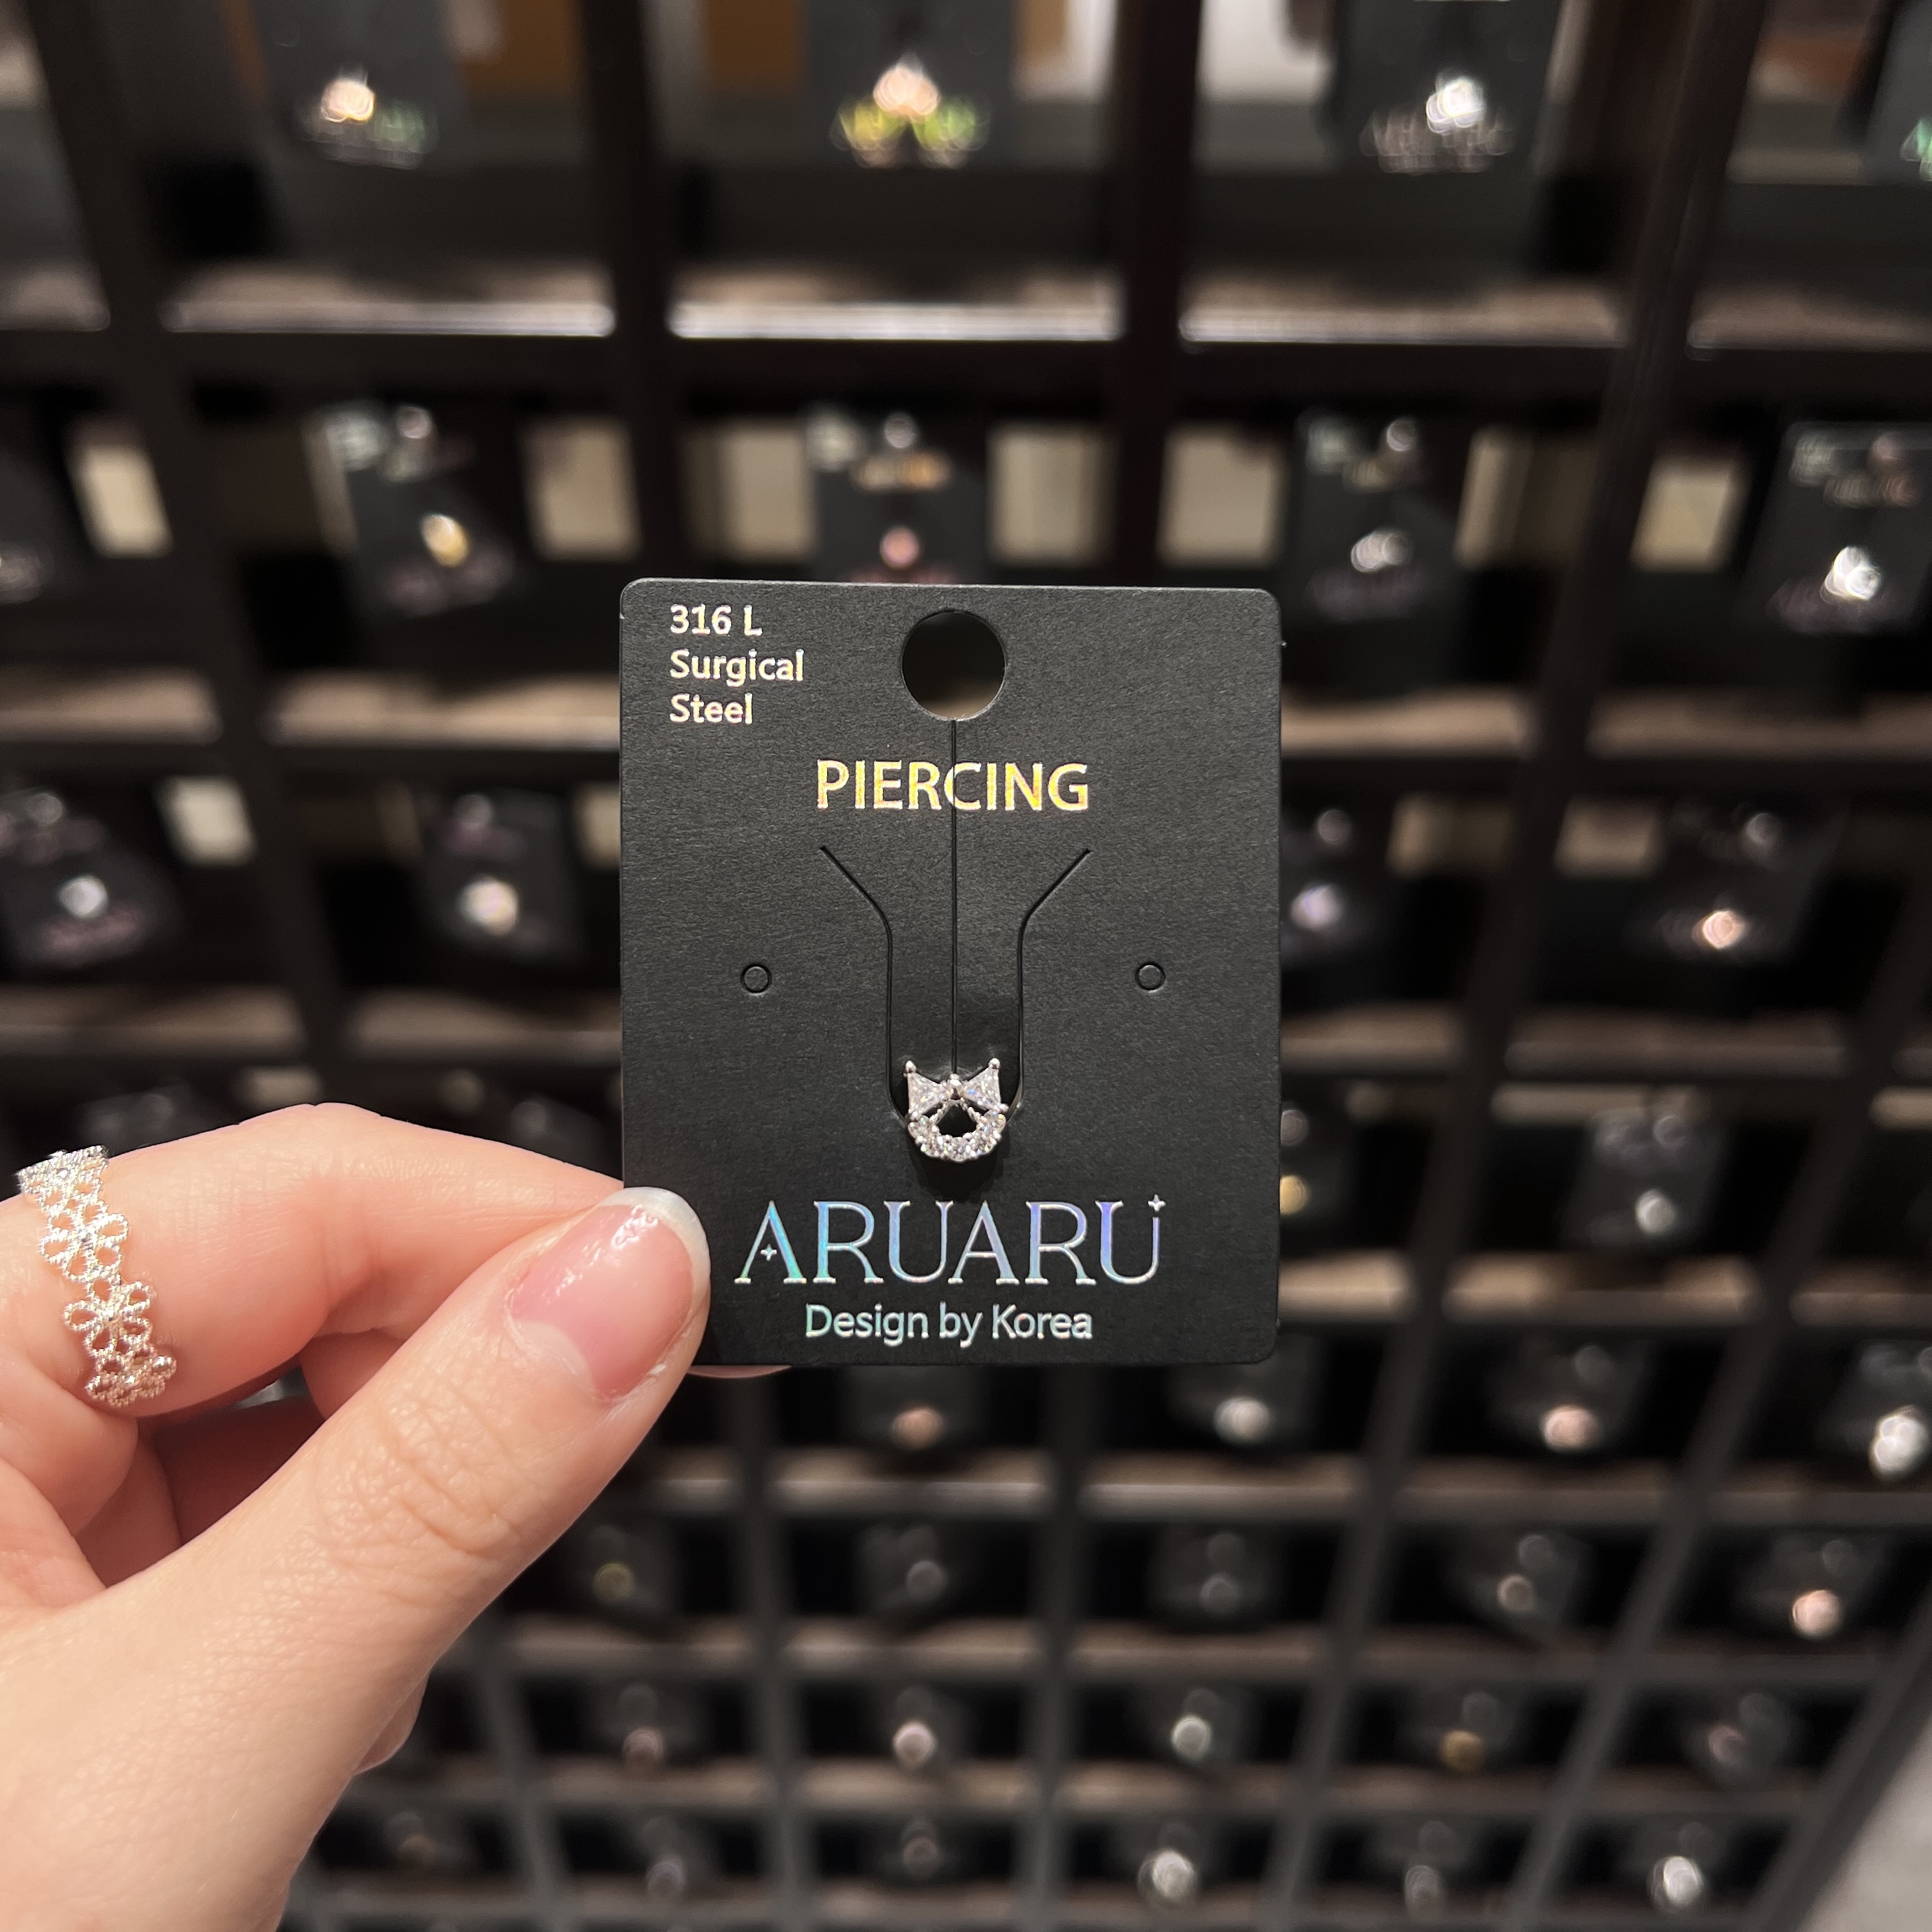 316 L
Surgical
Steel
PIERCING
ARUARU
Design by Korea